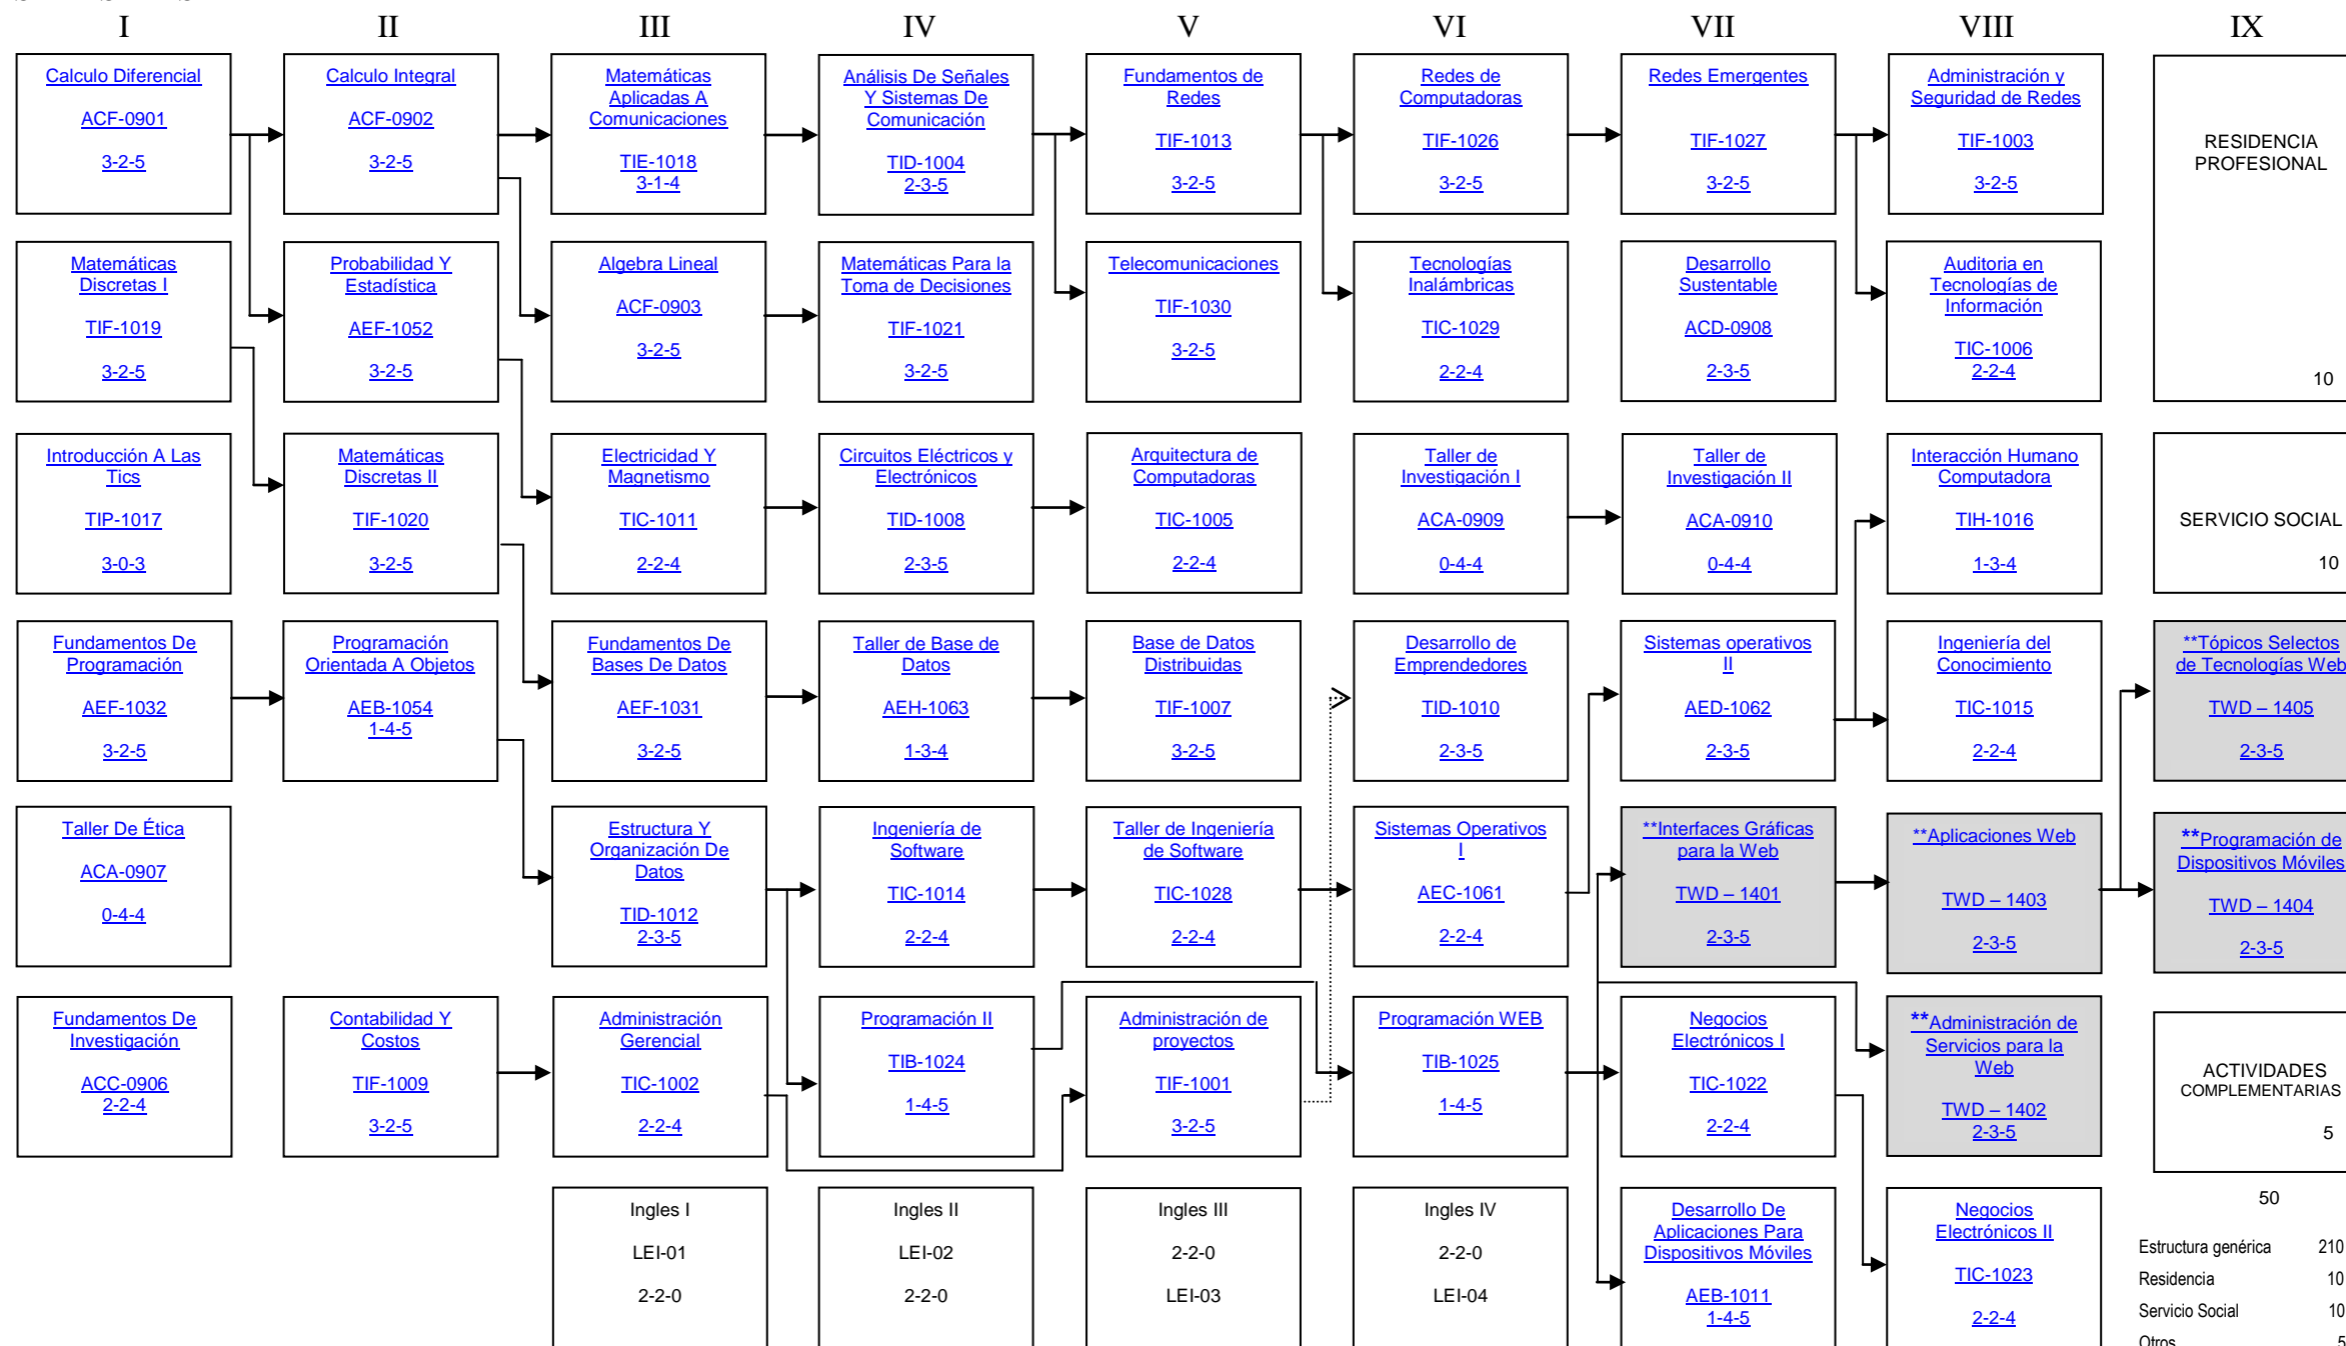 I
II
III
IV
V
VI
VII
VIII
IX
Calculo Diferencial
ACF-0901
3-2-5
Calculo Integral
ACF-0902
3-2-5
Matemáticas
Aplicadas A
Comunicaciones
TIE-1018
3-1-4
Análisis De Señales
Y Sistemas De
Comunicación
TID-1004
2-3-5
Fundamentos de
Redes
TIF-1013
3-2-5
Redes de
Computadoras
TIF-1026
3-2-5
Redes Emergentes
TIF-1027
3-2-5
Administración y
Seguridad de Redes
TIF-1003
3-2-5
RESIDENCIA
PROFESIONAL
10
Matemáticas
Discretas I
TIF-1019
3-2-5
Probabilidad Y
Estadística
AEF-1052
3-2-5
Algebra Lineal
ACF-0903
3-2-5
Matemáticas Para la
Toma de Decisiones
TIF-1021
3-2-5
Telecomunicaciones
TIF-1030
3-2-5
Tecnologías
Inalámbricas
TIC-1029
2-2-4
Desarrollo
Sustentable
ACD-0908
2-3-5
Auditoria en
Tecnologías de
Información
TIC-1006
2-2-4
Introducción A Las
Tics
TIP-1017
3-0-3
Matemáticas
Discretas II
TIF-1020
3-2-5
Electricidad Y
Magnetismo
TIC-1011
2-2-4
Circuitos Eléctricos y
Electrónicos
TID-1008
2-3-5
Arquitectura de
Computadoras
TIC-1005
2-2-4
Taller de
Investigación I
ACA-0909
0-4-4
Taller de
Investigación II
ACA-0910
0-4-4
Interacción Humano
Computadora
TIH-1016
1-3-4
SERVICIO SOCIAL
10
Fundamentos De
Programación
AEF-1032
3-2-5
Programación
Orientada A Objetos
AEB-1054
1-4-5
Fundamentos De
Bases De Datos
AEF-1031
3-2-5
Taller de Base de
Datos
AEH-1063
1-3-4
Base de Datos
Distribuidas
TIF-1007
3-2-5
Desarrollo de
Emprendedores
TID-1010
2-3-5
Sistemas operativos
II
AED-1062
2-3-5
Ingeniería del
Conocimiento
TIC-1015
2-2-4
**Tópicos Selectos
de Tecnologías Web
TWD – 1405
2-3-5
Taller De Ética
ACA-0907
0-4-4
Estructura Y
Organización De
Datos
TID-1012
2-3-5
Ingeniería de
Software
TIC-1014
2-2-4
Taller de Ingeniería
de Software
TIC-1028
2-2-4
Sistemas Operativos
I
AEC-1061
2-2-4
**Interfaces Gráficas
para la Web
TWD – 1401
2-3-5
**Aplicaciones Web
TWD – 1403
2-3-5
**Programación de
Dispositivos Móviles
TWD – 1404
2-3-5
Fundamentos De
Investigación
ACC-0906
2-2-4
Contabilidad Y
Costos
TIF-1009
3-2-5
Administración
Gerencial
TIC-1002
2-2-4
Programación II
TIB-1024
1-4-5
Administración de
proyectos
TIF-1001
3-2-5
Programación WEB
TIB-1025
1-4-5
Negocios
Electrónicos I
TIC-1022
2-2-4
**Administración de
Servicios para la
Web
TWD – 1402
2-3-5
ACTIVIDADES
COMPLEMENTARIAS
5
Ingles I
LEI-01
2-2-0
Ingles II
LEI-02
2-2-0
Ingles III
2-2-0
LEI-03
Ingles IV
2-2-0
LEI-04
Desarrollo De
Aplicaciones Para
Dispositivos Móviles
AEB-1011
1-4-5
Negocios
Electrónicos II
TIC-1023
2-2-4
50
Estructura genérica 210
Residencia 10
Servicio Social 10
Otros 5